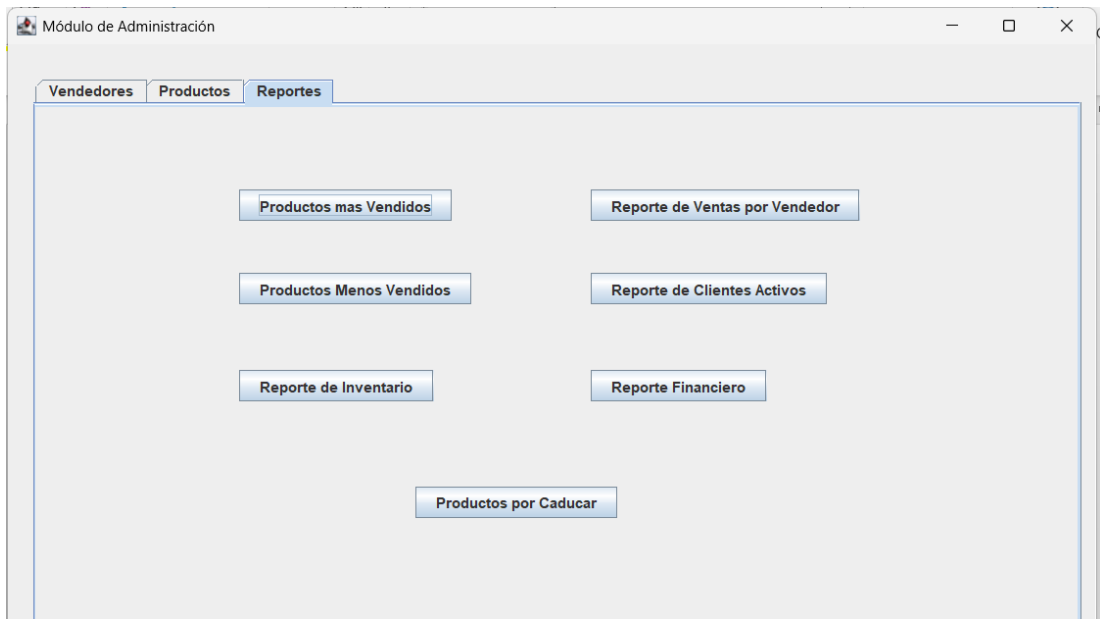 Módulo de Administración
Vendedores Productos Reportes
Productos mas Vendidos Reporte de Ventas por Vendedor
Productos Menos Vendidos Reporte de Clientes Activos
Reporte de Inventario Reporte Financiero
Productos por Caducar